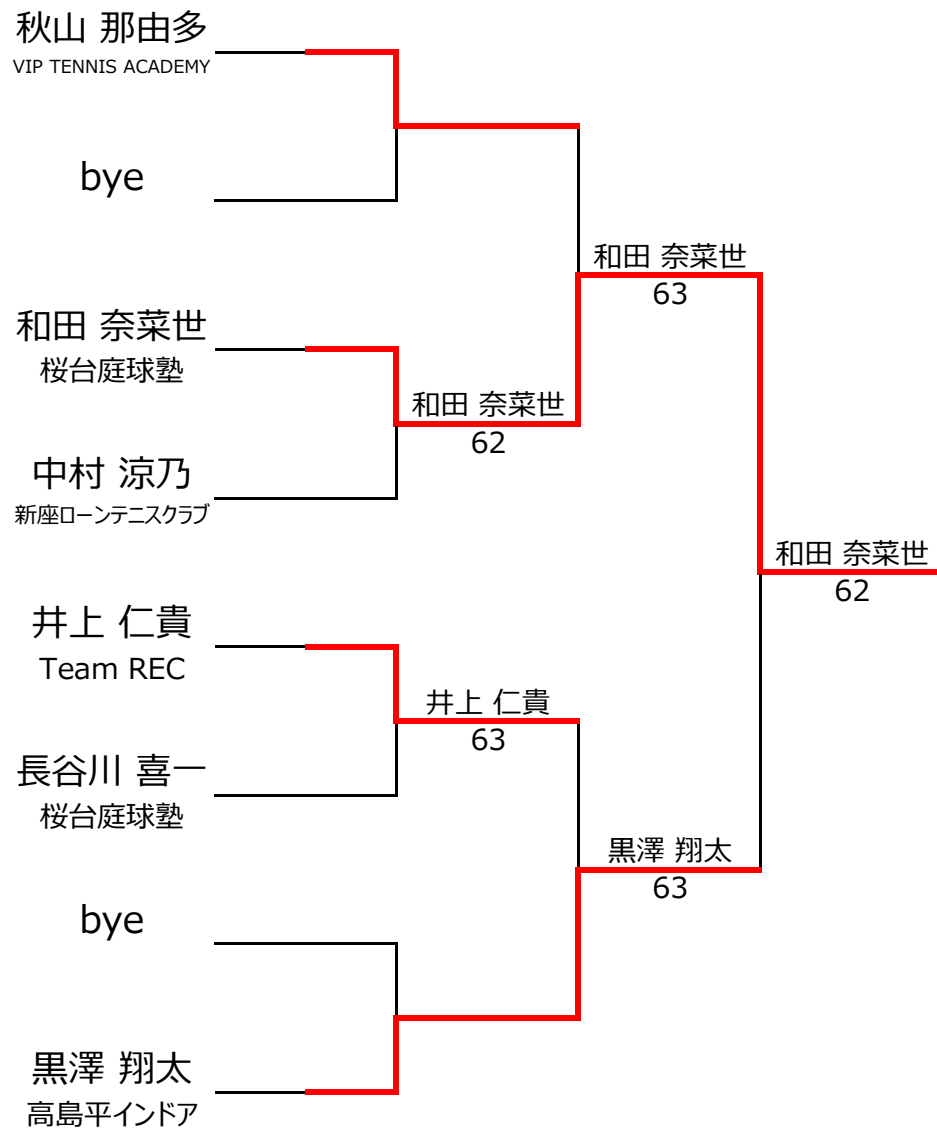 秋山 那由多
VIP TENNIS ACADEMY
bye
和田 奈菜世
63
和田 奈菜世
桜台庭球塾
和田 奈菜世
62
中村 涼乃
新座ローンテニスクラブ
和田 奈菜世
62
井上 仁貴
Team REC
井上 仁貴
63
長谷川 喜一
桜台庭球塾
黒澤 翔太
63
bye
黒澤 翔太
高島平インドア